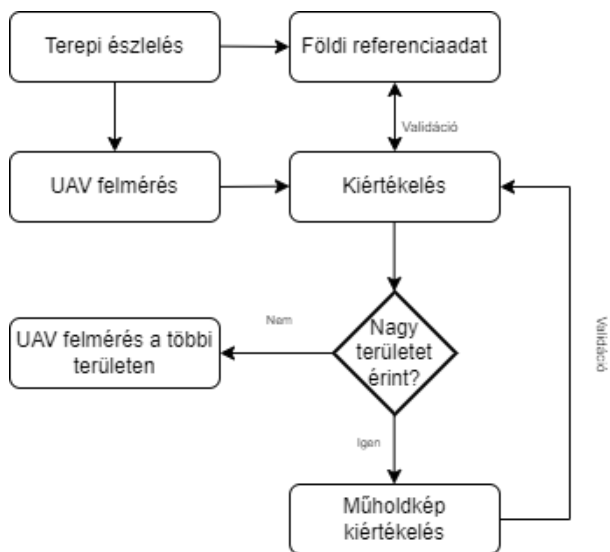 Terepi észlelés
Földi referenciaadat
Validáció
UAV felmérés
Kiértékelés
Nagy
területet
érint?
Nem
UAV felmérés a többi
területen
Igen
Validáció
Műholdkép
kiértékelés